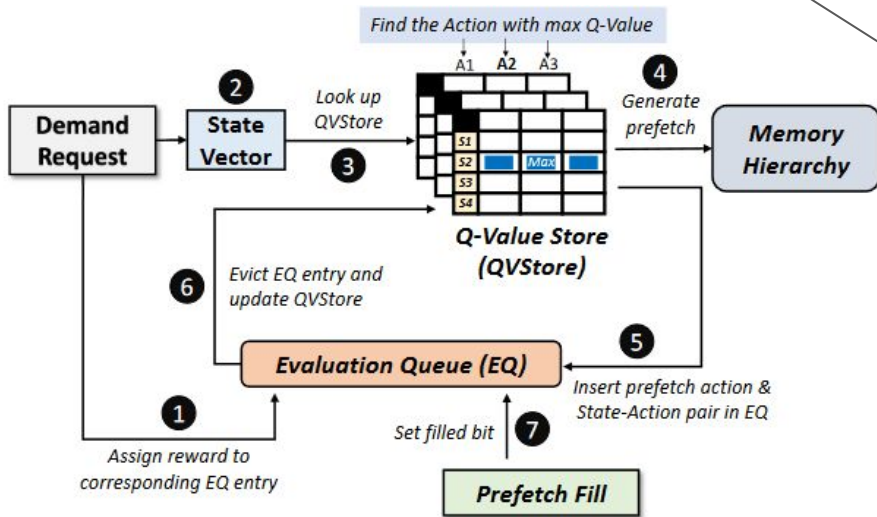 Find the Action with max Q-Value
A1 A2 A3
Demand
Request
2
State
Vector
Look up
QVStore
3
S1
S2 Max
S3
S4
4
Generate
prefetch
Memory
Hierarchy
Q-Value Store
(QVStore)
6
Evict EQ entry and
update QVStore
Evaluation Queue (EQ)
5
Insert prefetch action &
State-Action pair in EQ
1
Assign reward to
corresponding EQ entry
Set filled bit
7
Prefetch Fill